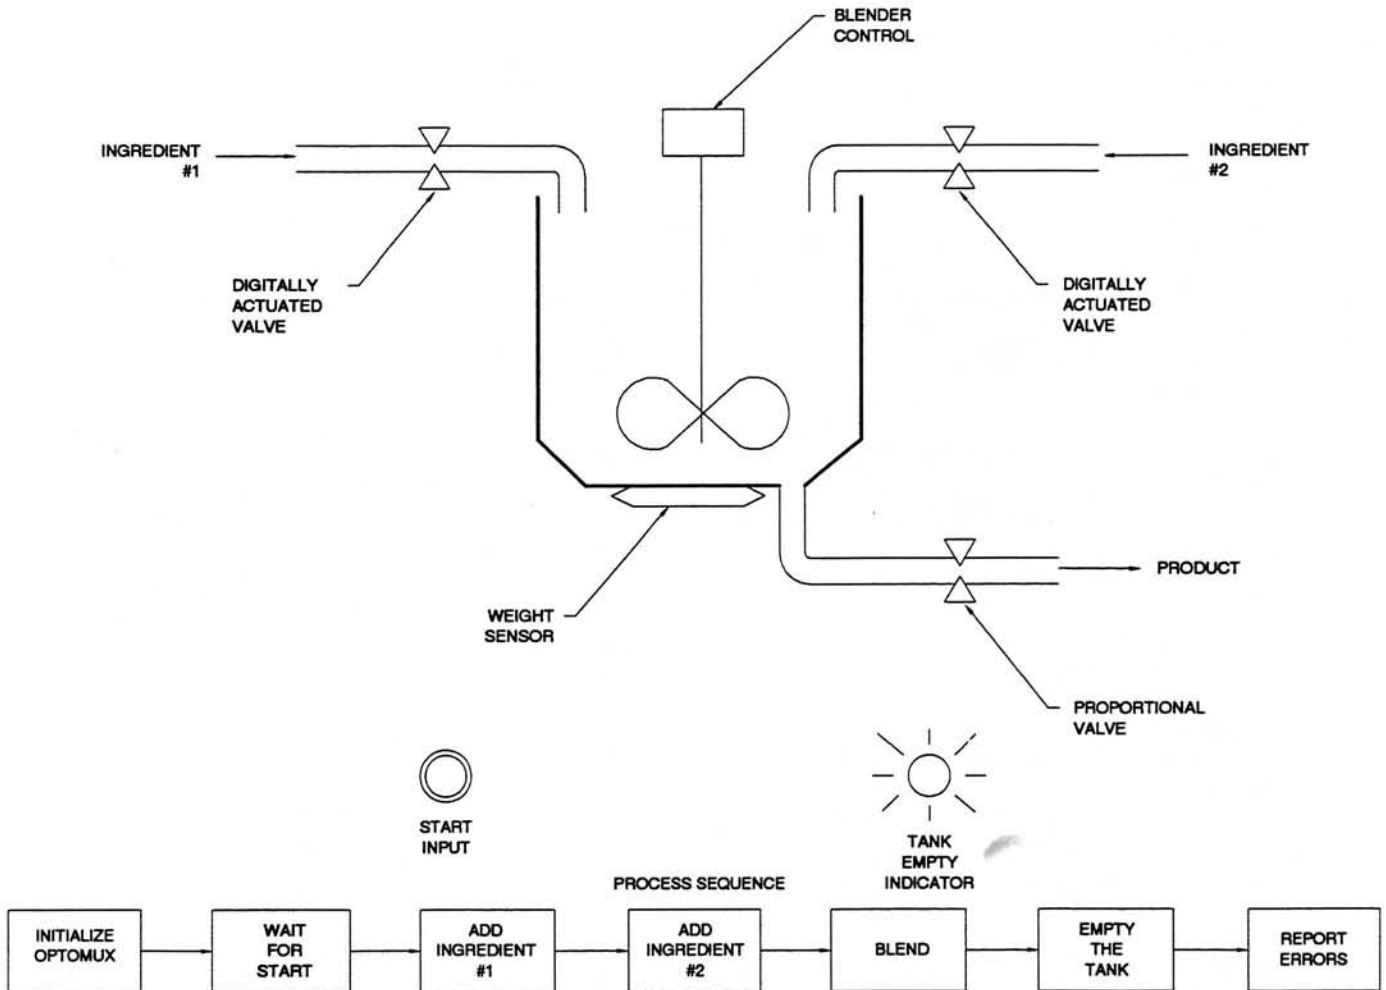 BLENDER
CONTROL
INGREDIENT
#1
INGREDIENT
#2
DIGITALLY
ACTUATED
VALVE
DIGITALLY
ACTUATED
VALVE
WEIGHT
SENSOR
PRODUCT
PROPORTIONAL
VALVE
START
INPUT
TANK
EMPTY
INDICATOR
PROCESS SEQUENCE
INITIALIZE
OPTOMUX
WAIT
FOR
START
ADD
INGREDIENT
#1
ADD
INGREDIENT
#2
BLEND
EMPTY
THE
TANK
REPORT
ERRORS